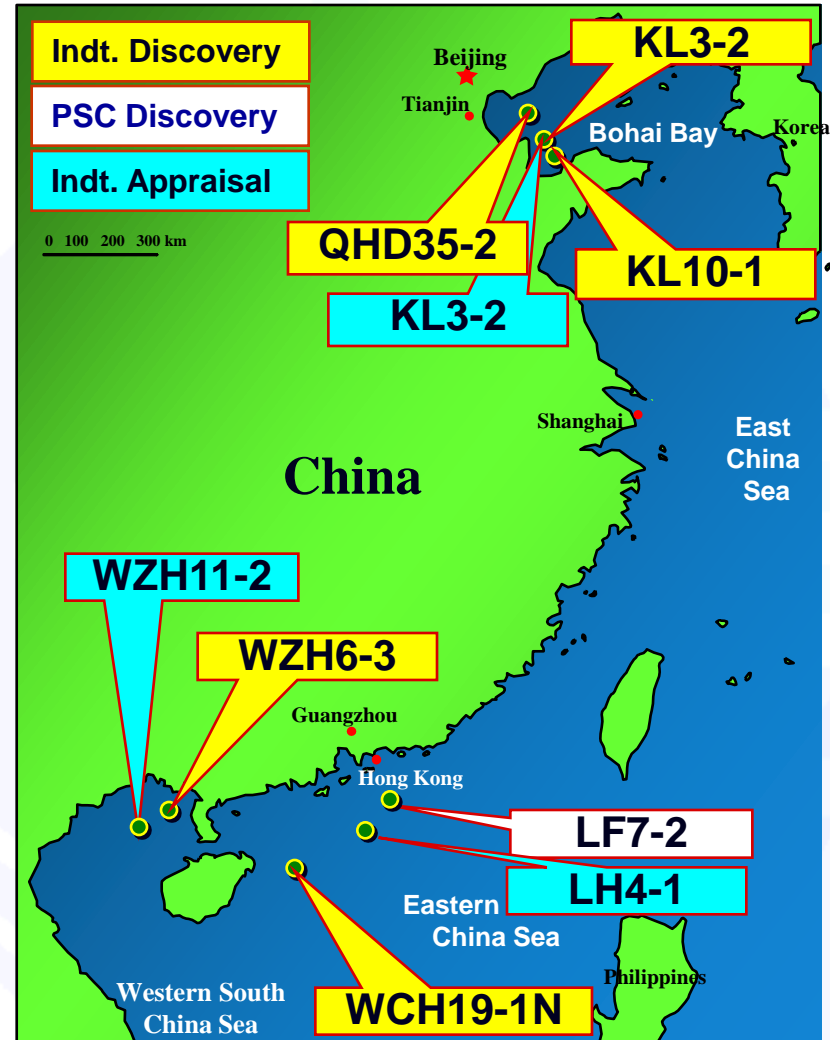 Indt. Discovery
PSC Discovery
Indt. Appraisal
0 100 200 300 km
Beijing
Tianjin
KL3-2
Bohai Bay
Korea
QHD35-2
KL10-1
KL3-2
Shanghai
East
China
Sea
China
WZH11-2
WZH6-3
Guangzhou
Hong Kong
LF7-2
LH4-1
Eastern
China Sea
Philippines
Western South
China Sea
WCH19-1N